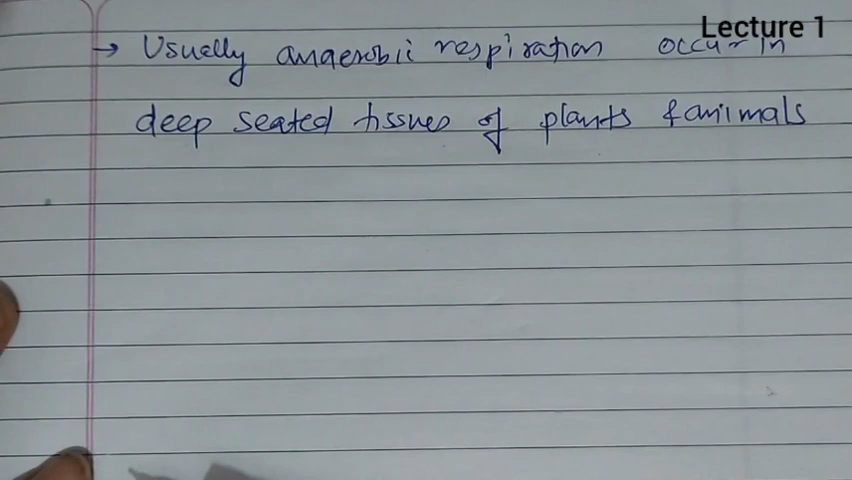 Lecture 1
→ Usually anaerobic respiration occur in
deep seated tissues of plants & animals